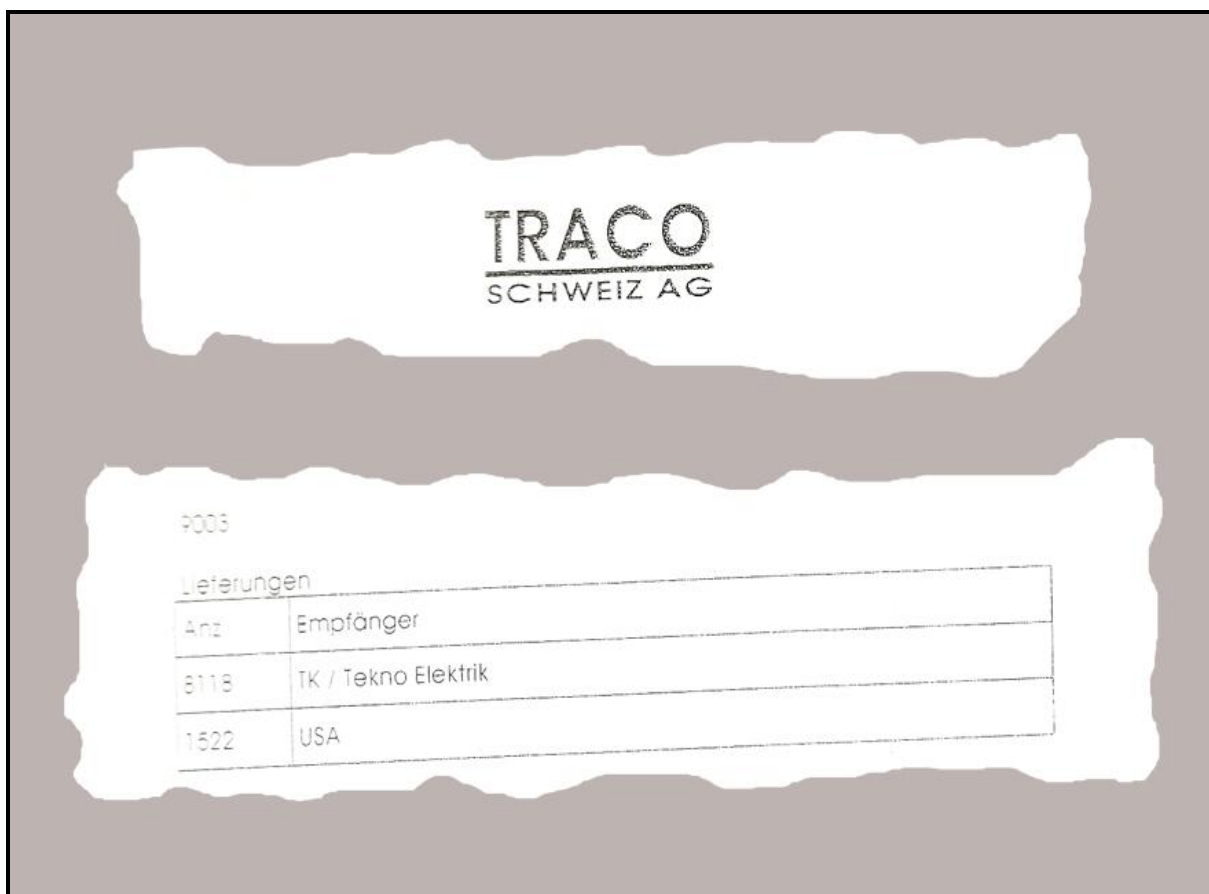 TRACO
SCHWEIZ AG
9003
Lieferungen
Anz Empfänger
8118 TK / Tekno Elektrik
1522 USA